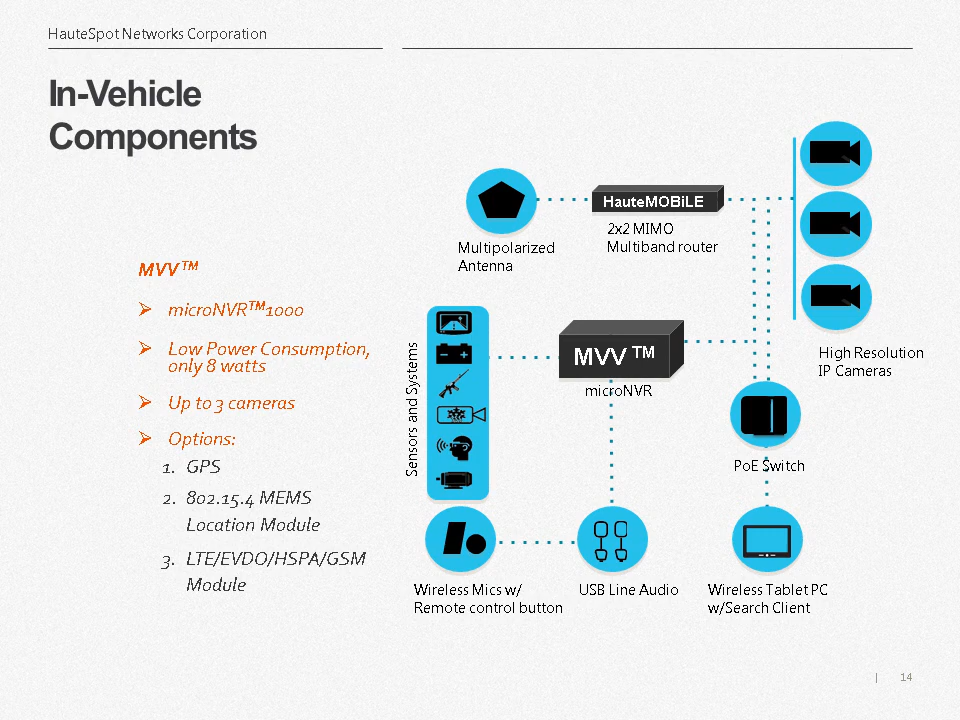 HauteSpot Networks Corporation
In-Vehicle
Components
MVV™
➢ microNVR™1000
➢ Low Power Consumption,
only 8 watts
➢ Up to 3 cameras
➢ Options:
1. GPS
2. 802.15.4 MEMS
Location Module
3. LTE/EVDO/HSPA/GSM
Module
Multipolarized
Antenna
HauteMOBiLE
2x2 MIMO
Multiband router
High Resolution
IP Cameras
Sensors and Systems
MVV ™
microNVR
PoE Switch
Wireless Mics w/
Remote control button
USB Line Audio
Wireless Tablet PC
w/Search Client
| 14